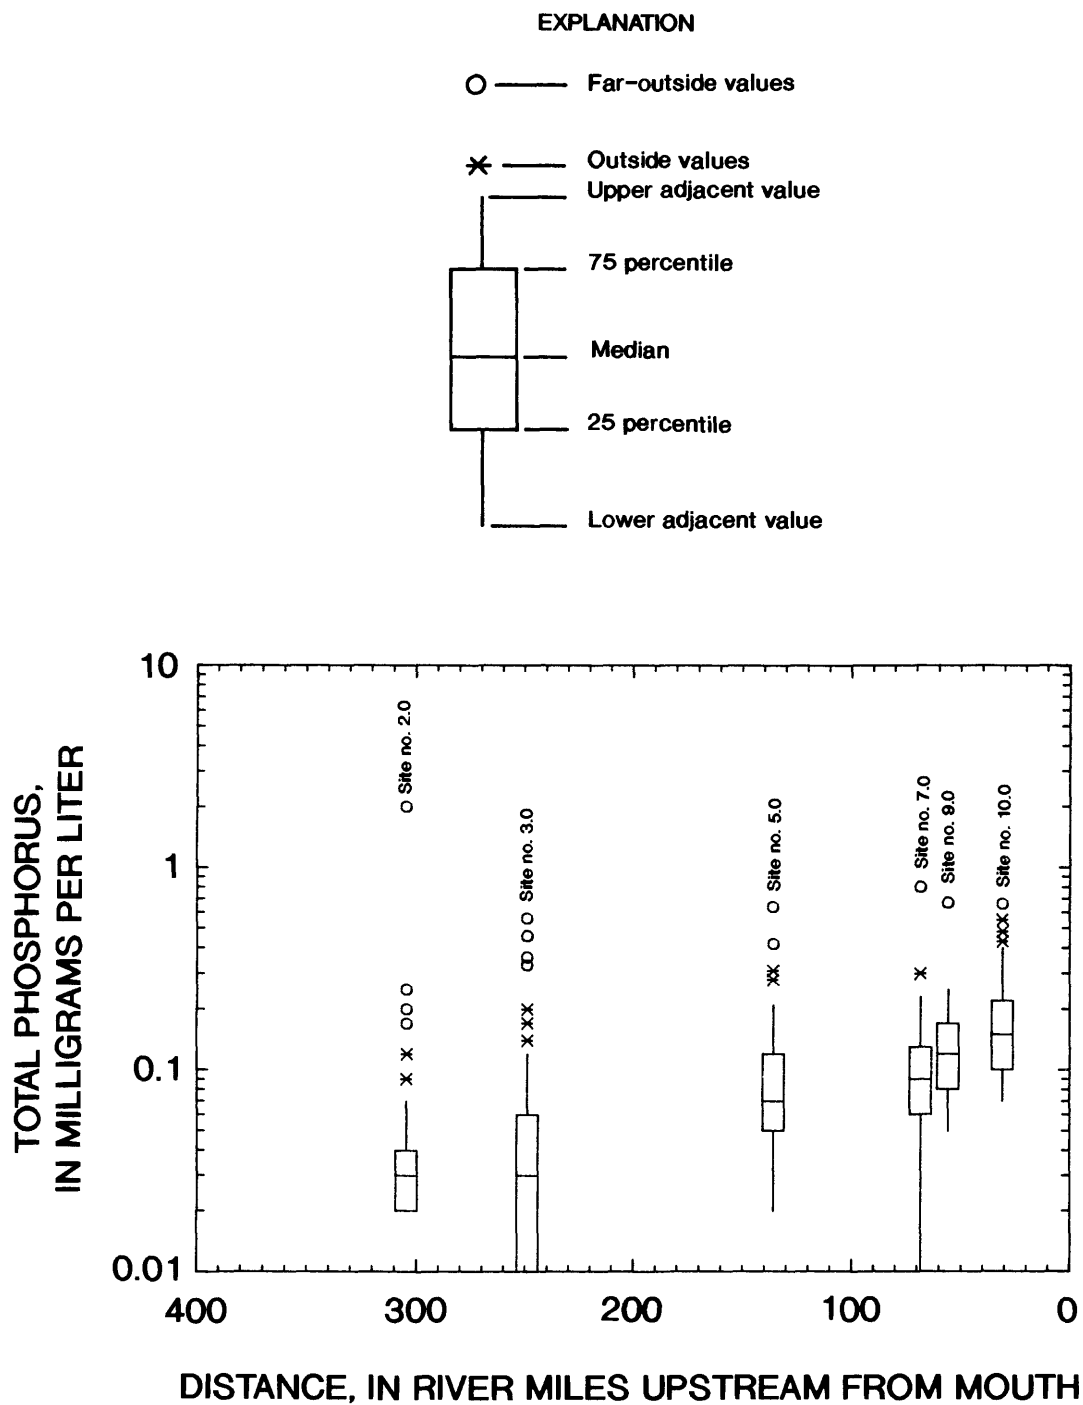 EXPLANATION
Far-outside values
Outside values
Upper adjacent value
75 percentile
Median
25 percentile
Lower adjacent value
TOTAL PHOSPHORUS,
IN MILLIGRAMS PER LITER
10
1
0.1
0.01
Site no. 2.0
Site no. 3.0
Site no. 5.0
Site no. 7.0
Site no. 9.0
Site no. 10.0
400
300
200
100
0
DISTANCE, IN RIVER MILES UPSTREAM FROM MOUTH